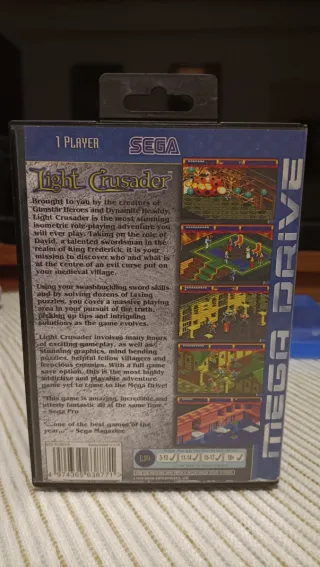 1 PLAYER
SEGA
Light Crusader
Brought to you by the creators of
Gunstar Heroes and Dynamite Headdy,
Light Crusader is the most stunning
isometric role-playing adventure you
will ever play. Taking on the role of
David, a talented swordsman in the
realm of King Frederick, it is your
mission to discover who and what is
at the centre of an evil curse put on
your medieval village.
Using your swashbuckling sword skills
and by solving dozens of taxing
puzzles, you cover a massive playing
area in your pursuit of the truth,
picking up tips and intriguing
solutions as the game evolves.
Light Crusader involves many hours
of exciting gameplay, as well as
stunning graphics, mind bending
puzzles, helpful fellow villagers and
ferocious enemies. With a full game
save option, this is the most highly
addictive and playable adventure
game yet to come to the Mega Drive!
"This game is amazing, incredible and
utterly fantastic all at the same time."
- Sega Pro
"...one of the best games of the
year..." - Sega Magazine
MEGA DRIVE